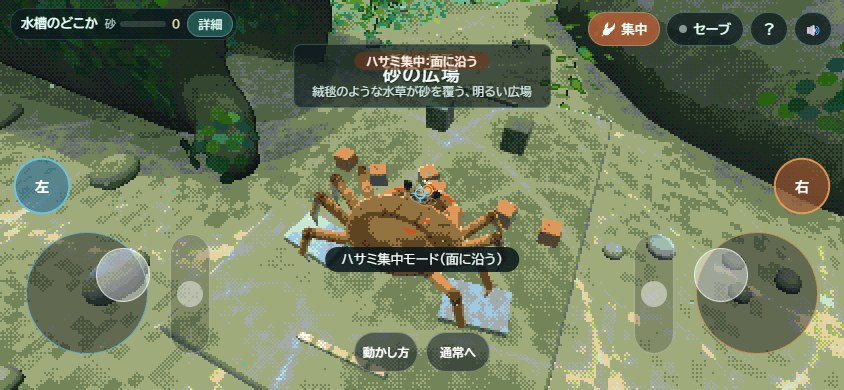 水槽のどこか 砂 0 詳細
集中
セーブ
?
ハサミ集中:面に沿う
砂の広場
絨毯のような水草が砂を覆う、明るい広場
左
右
ハサミ集中モード(面に沿う)
動かし方
通常へ